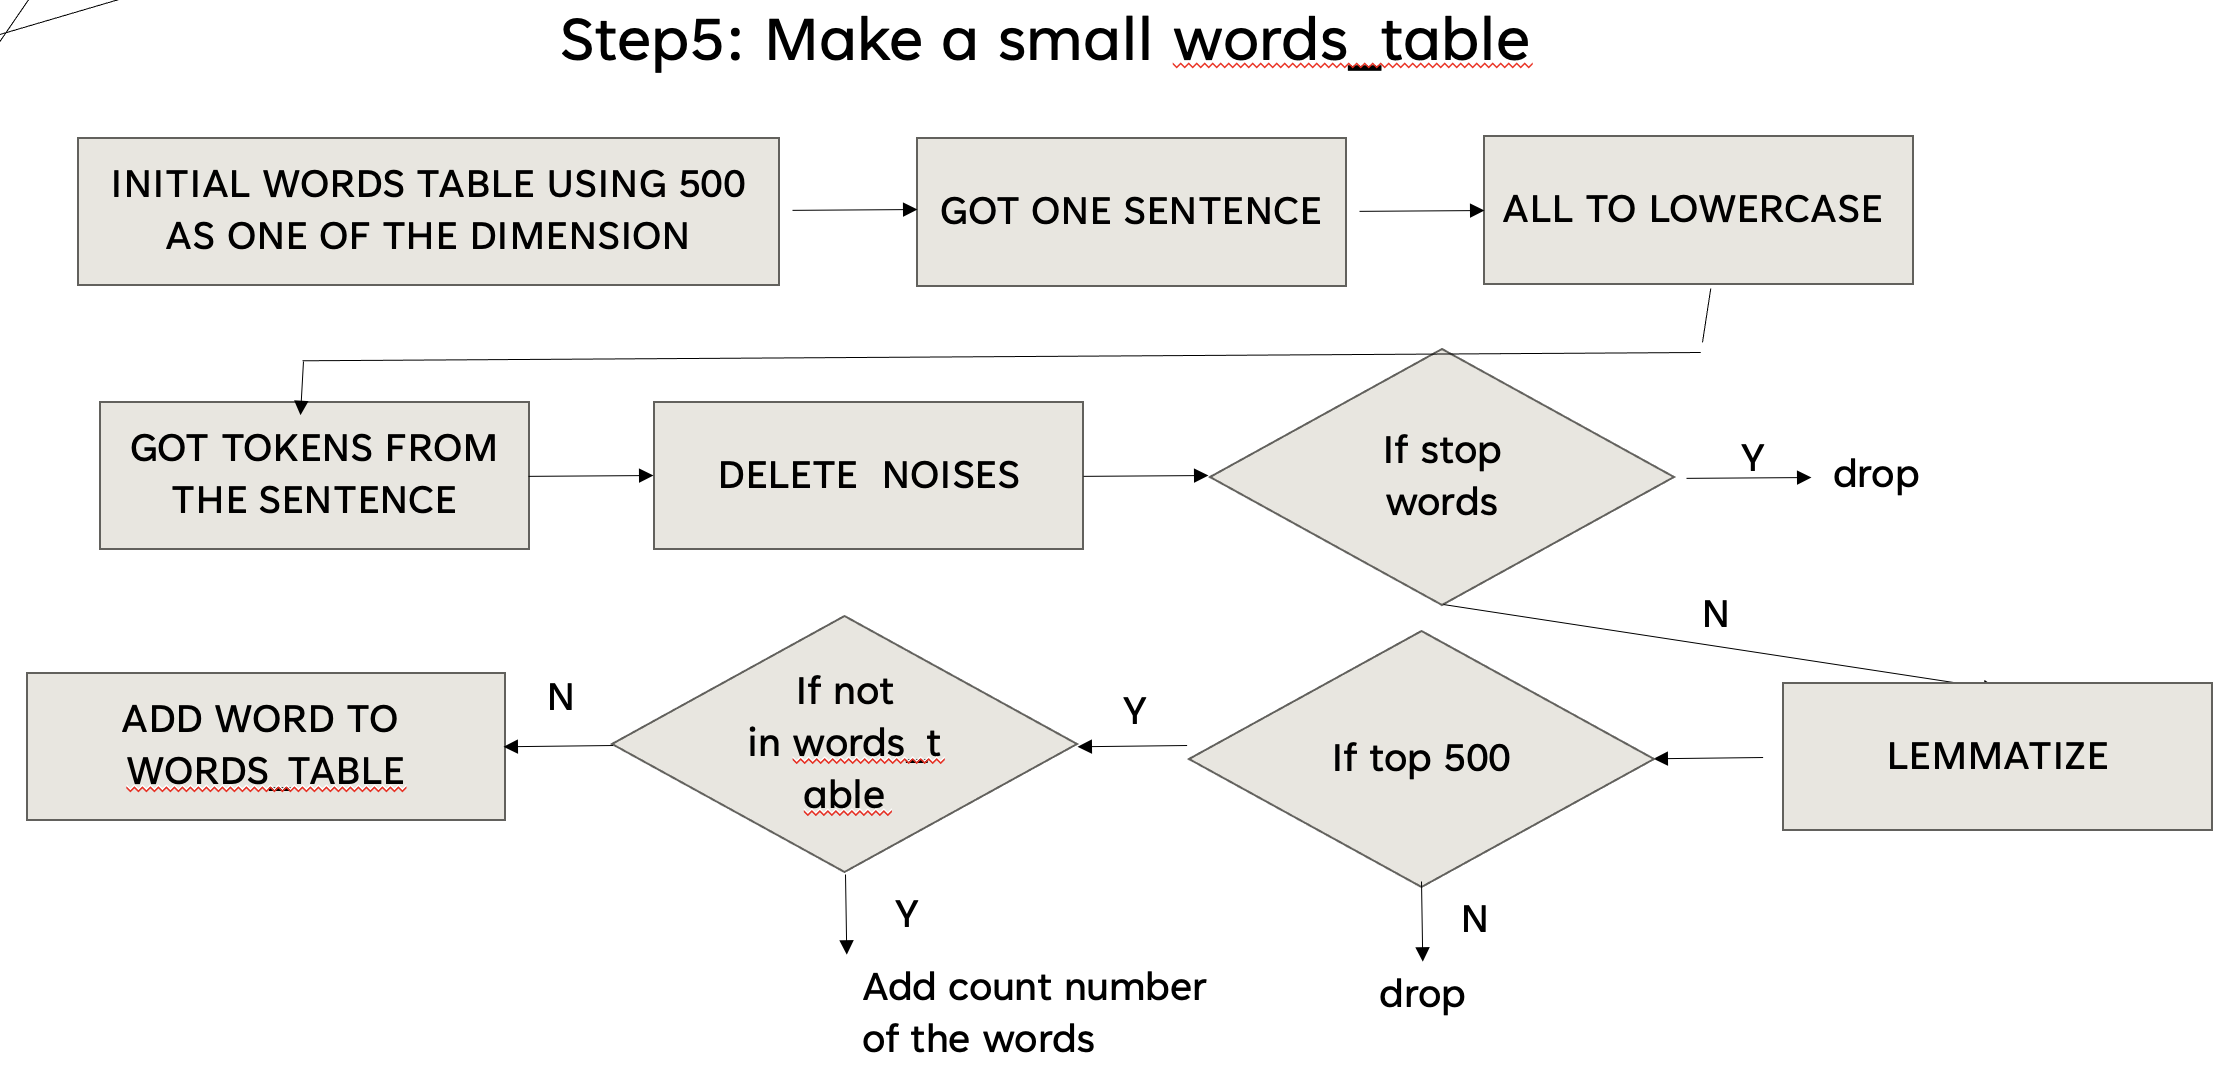 Step5: Make a small words_table
INITIAL WORDS TABLE USING 500
AS ONE OF THE DIMENSION
GOT ONE SENTENCE
ALL TO LOWERCASE
GOT TOKENS FROM
THE SENTENCE
DELETE  NOISES
If stop
words
Y
drop
N
ADD WORD TO
WORDS_TABLE
N
If not
in words_t
able
Y
If top 500
LEMMATIZE
Y
Add count number
of the words
N
drop